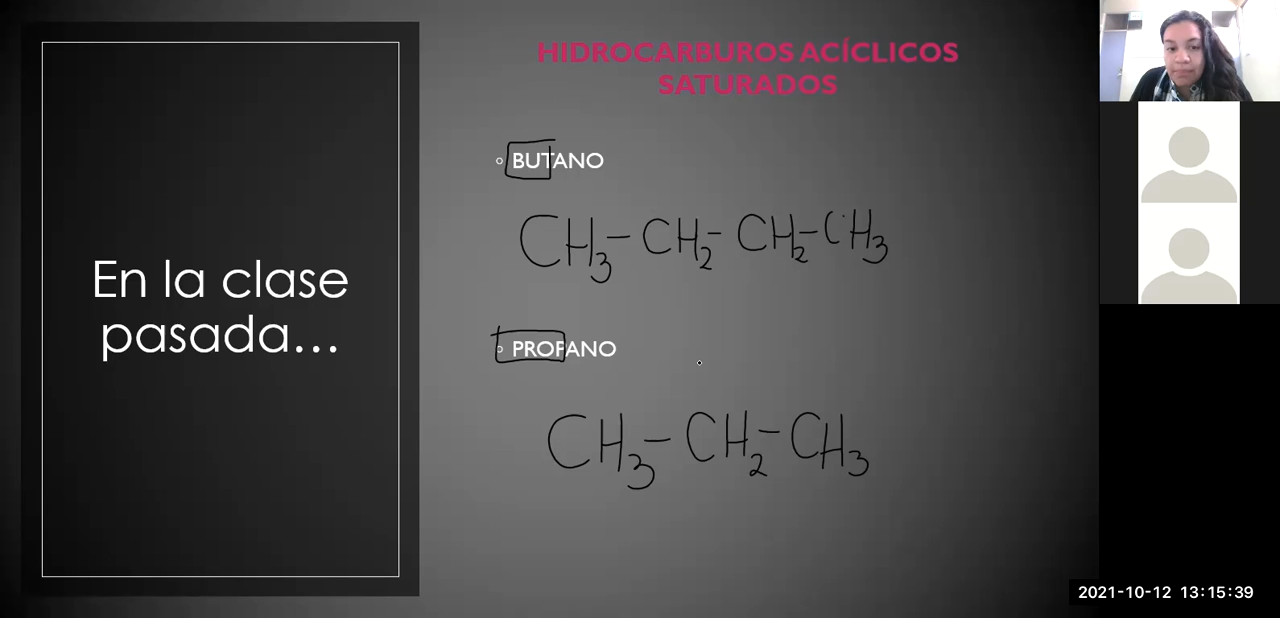 En la clase
pasada...
HIDROCARBUROS ACÍCLICOS
SATURADOS
BUTANO
CH3-CH2-CH2-CH3
PROPANO
CH3-CH2-CH3
2021-10-12 13:15:39